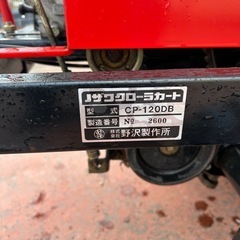 ノザワクローラカート
型式 CP-120DB
製造番号 № 2600
株式会社 野沢製作所